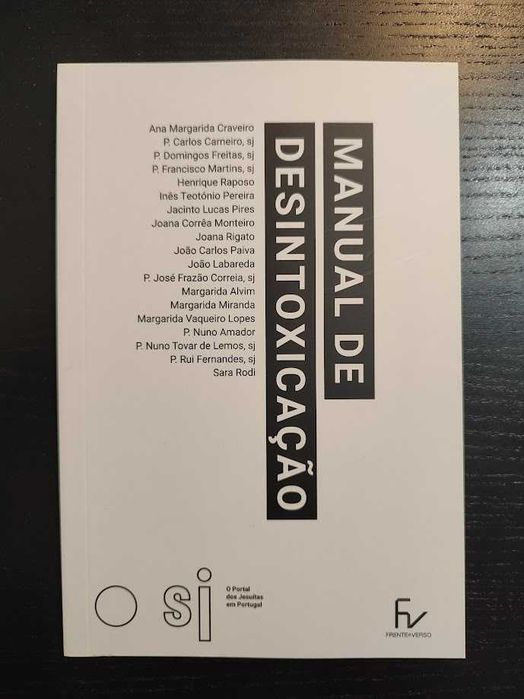 MANUAL DE
DESINTOXICAÇÃO
Ana Margarida Craveiro
P. Carlos Carneiro, sj
P. Domingos Freitas, sj
P. Francisco Martins, sj
Henrique Raposo
Inês Teotónio Pereira
Jacinto Lucas Pires
Joana Corrêa Monteiro
Joana Rigato
João Carlos Paiva
João Labareda
P. José Frazão Correia, sj
Margarida Alvim
Margarida Miranda
Margarida Vaqueiro Lopes
P. Nuno Amador
P. Nuno Tovar de Lemos, sj
P. Rui Fernandes, sj
Sara Rodi
sj
O Portal
dos Jesuítas
em Portugal
Fv
FRENTE E VERSO